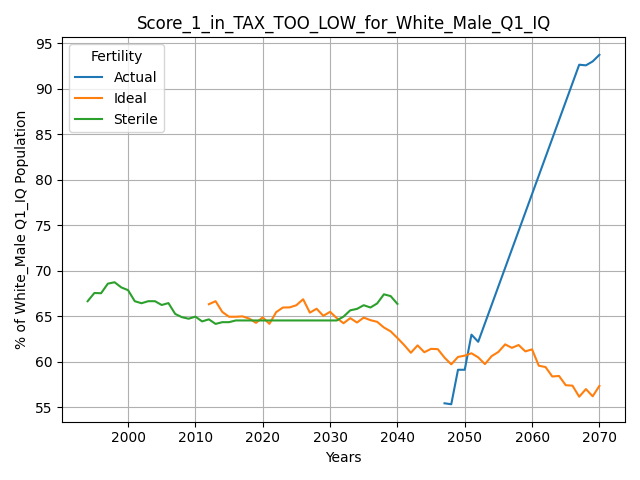 Score_1_in_TAX_TOO_LOW_for_White_Male_Q1_IQ
Fertility
Actual
Ideal
Sterile
% of White_Male Q1_IQ Population
95
90
85
80
75
70
65
60
55
2000
2010
2020
2030
2040
2050
2060
2070
Years